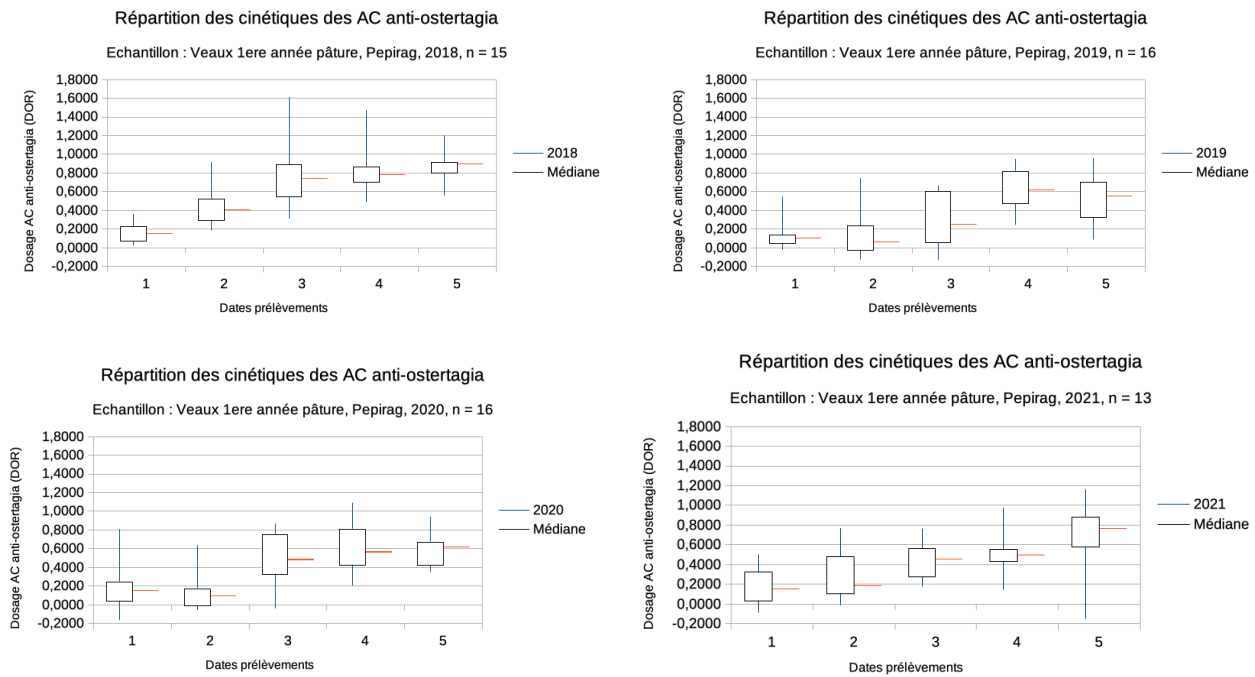 Répartition des cinétiques des AC anti-ostertagia
Echantillon : Veaux 1ere année pâture, Pepirag, 2018, n = 15
Dosage AC anti-ostertagia (DOR)
1,8000
1,6000
1,4000
1,2000
1,0000
0,8000
0,6000
0,4000
0,2000
0,0000
-0,2000
1 2 3 4 5
Dates prélèvements
2018
Médiane
Répartition des cinétiques des AC anti-ostertagia
Echantillon : Veaux 1ere année pâture, Pepirag, 2019, n = 16
Dosage AC anti-ostertagia (DOR)
1,8000
1,6000
1,4000
1,2000
1,0000
0,8000
0,6000
0,4000
0,2000
0,0000
-0,2000
1 2 3 4 5
Dates prélèvements
2019
Médiane
Répartition des cinétiques des AC anti-ostertagia
Echantillon : Veaux 1ere année pâture, Pepirag, 2020, n = 16
Dosage AC anti-ostertagia (DOR)
1,8000
1,6000
1,4000
1,2000
1,0000
0,8000
0,6000
0,4000
0,2000
0,0000
-0,2000
1 2 3 4 5
Dates prélèvements
2020
Médiane
Répartition des cinétiques des AC anti-ostertagia
Echantillon : Veaux 1ere année pâture, Pepirag, 2021, n = 13
Dosage AC anti-ostertagia (DOR)
1,8000
1,6000
1,4000
1,2000
1,0000
0,8000
0,6000
0,4000
0,2000
0,0000
-0,2000
1 2 3 4 5
Dates prélèvements
2021
Médiane